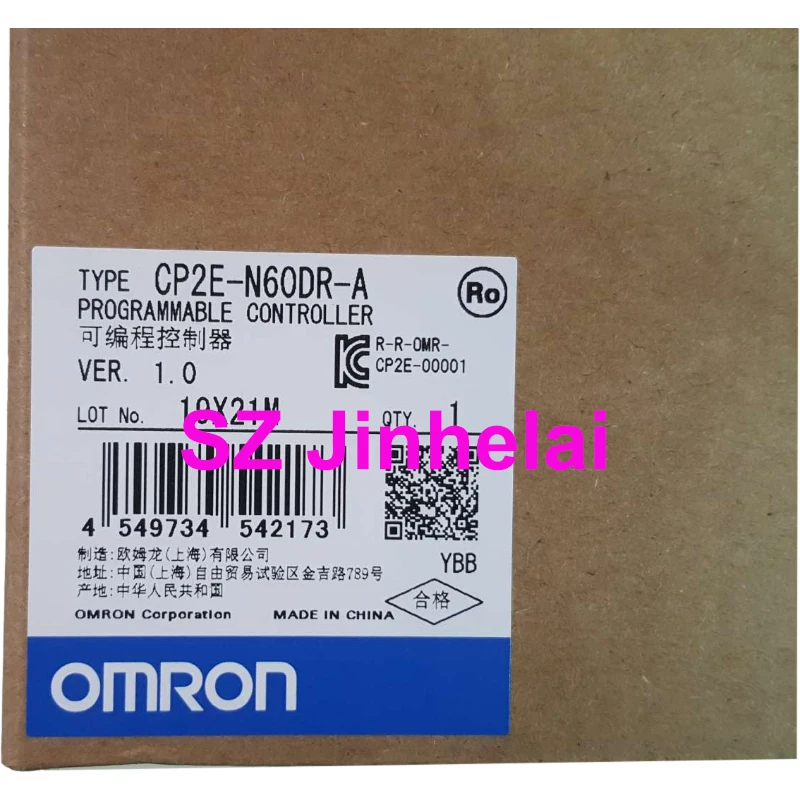 TYPE CP2E-N60DR-A
PROGRAMMABLE CONTROLLER
可编程控制器
VER. 1.0
Ro
R-R-OMR-
CP2E-00001
LOT No. 19X21M QTY. 1
SZ Jinhelai
4 549734 542173
YBB
制造:欧姆龙(上海)有限公司
地址:中国(上海)自由贸易试验区金吉路789号
产地:中华人民共和国
合格
OMRON Corporation MADE IN CHINA
OMRON